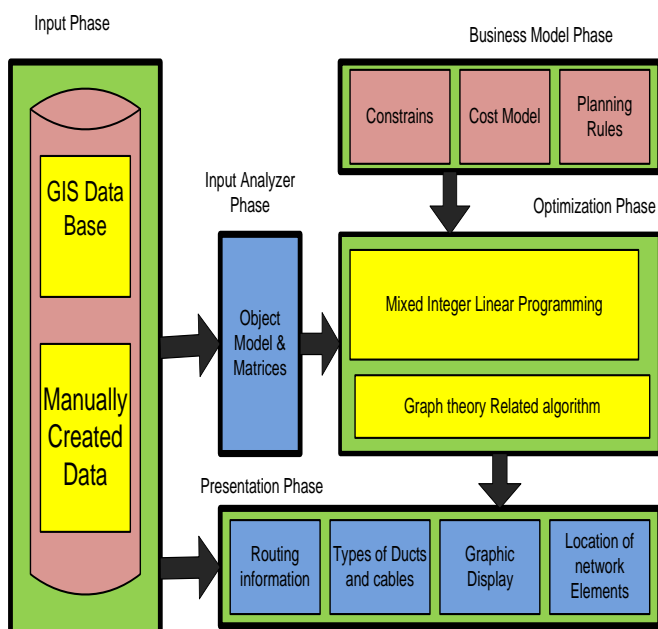 Input Phase
GIS Data
Base
Manually
Created
Data
Input Analyzer
Phase
Object
Model &
Matrices
Business Model Phase
Constrains
Cost Model
Planning
Rules
Optimization Phase
Mixed Integer Linear Programming
Graph theory Related algorithm
Presentation Phase
Routing
information
Types of Ducts
and cables
Graphic
Display
Location of
network
Elements